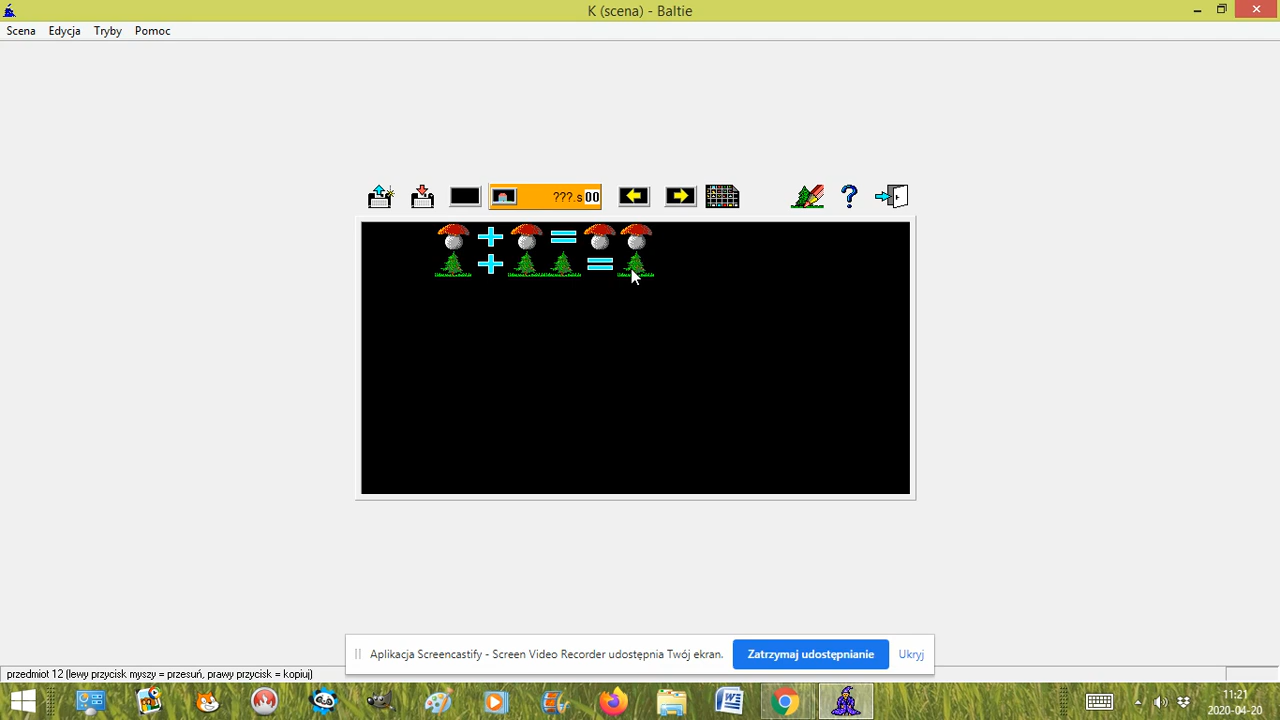 K (scena) - Baltie
Scena Edycja Tryby Pomoc
???.s 00
Aplikacja Screencastify - Screen Video Recorder udostępnia Twój ekran. Zatrzymaj udostępnianie Ukryj
przedmiot 12 (lewy przycisk myszy = przesuń, prawy przycisk = kopiuj)
11:21
2020-04-20